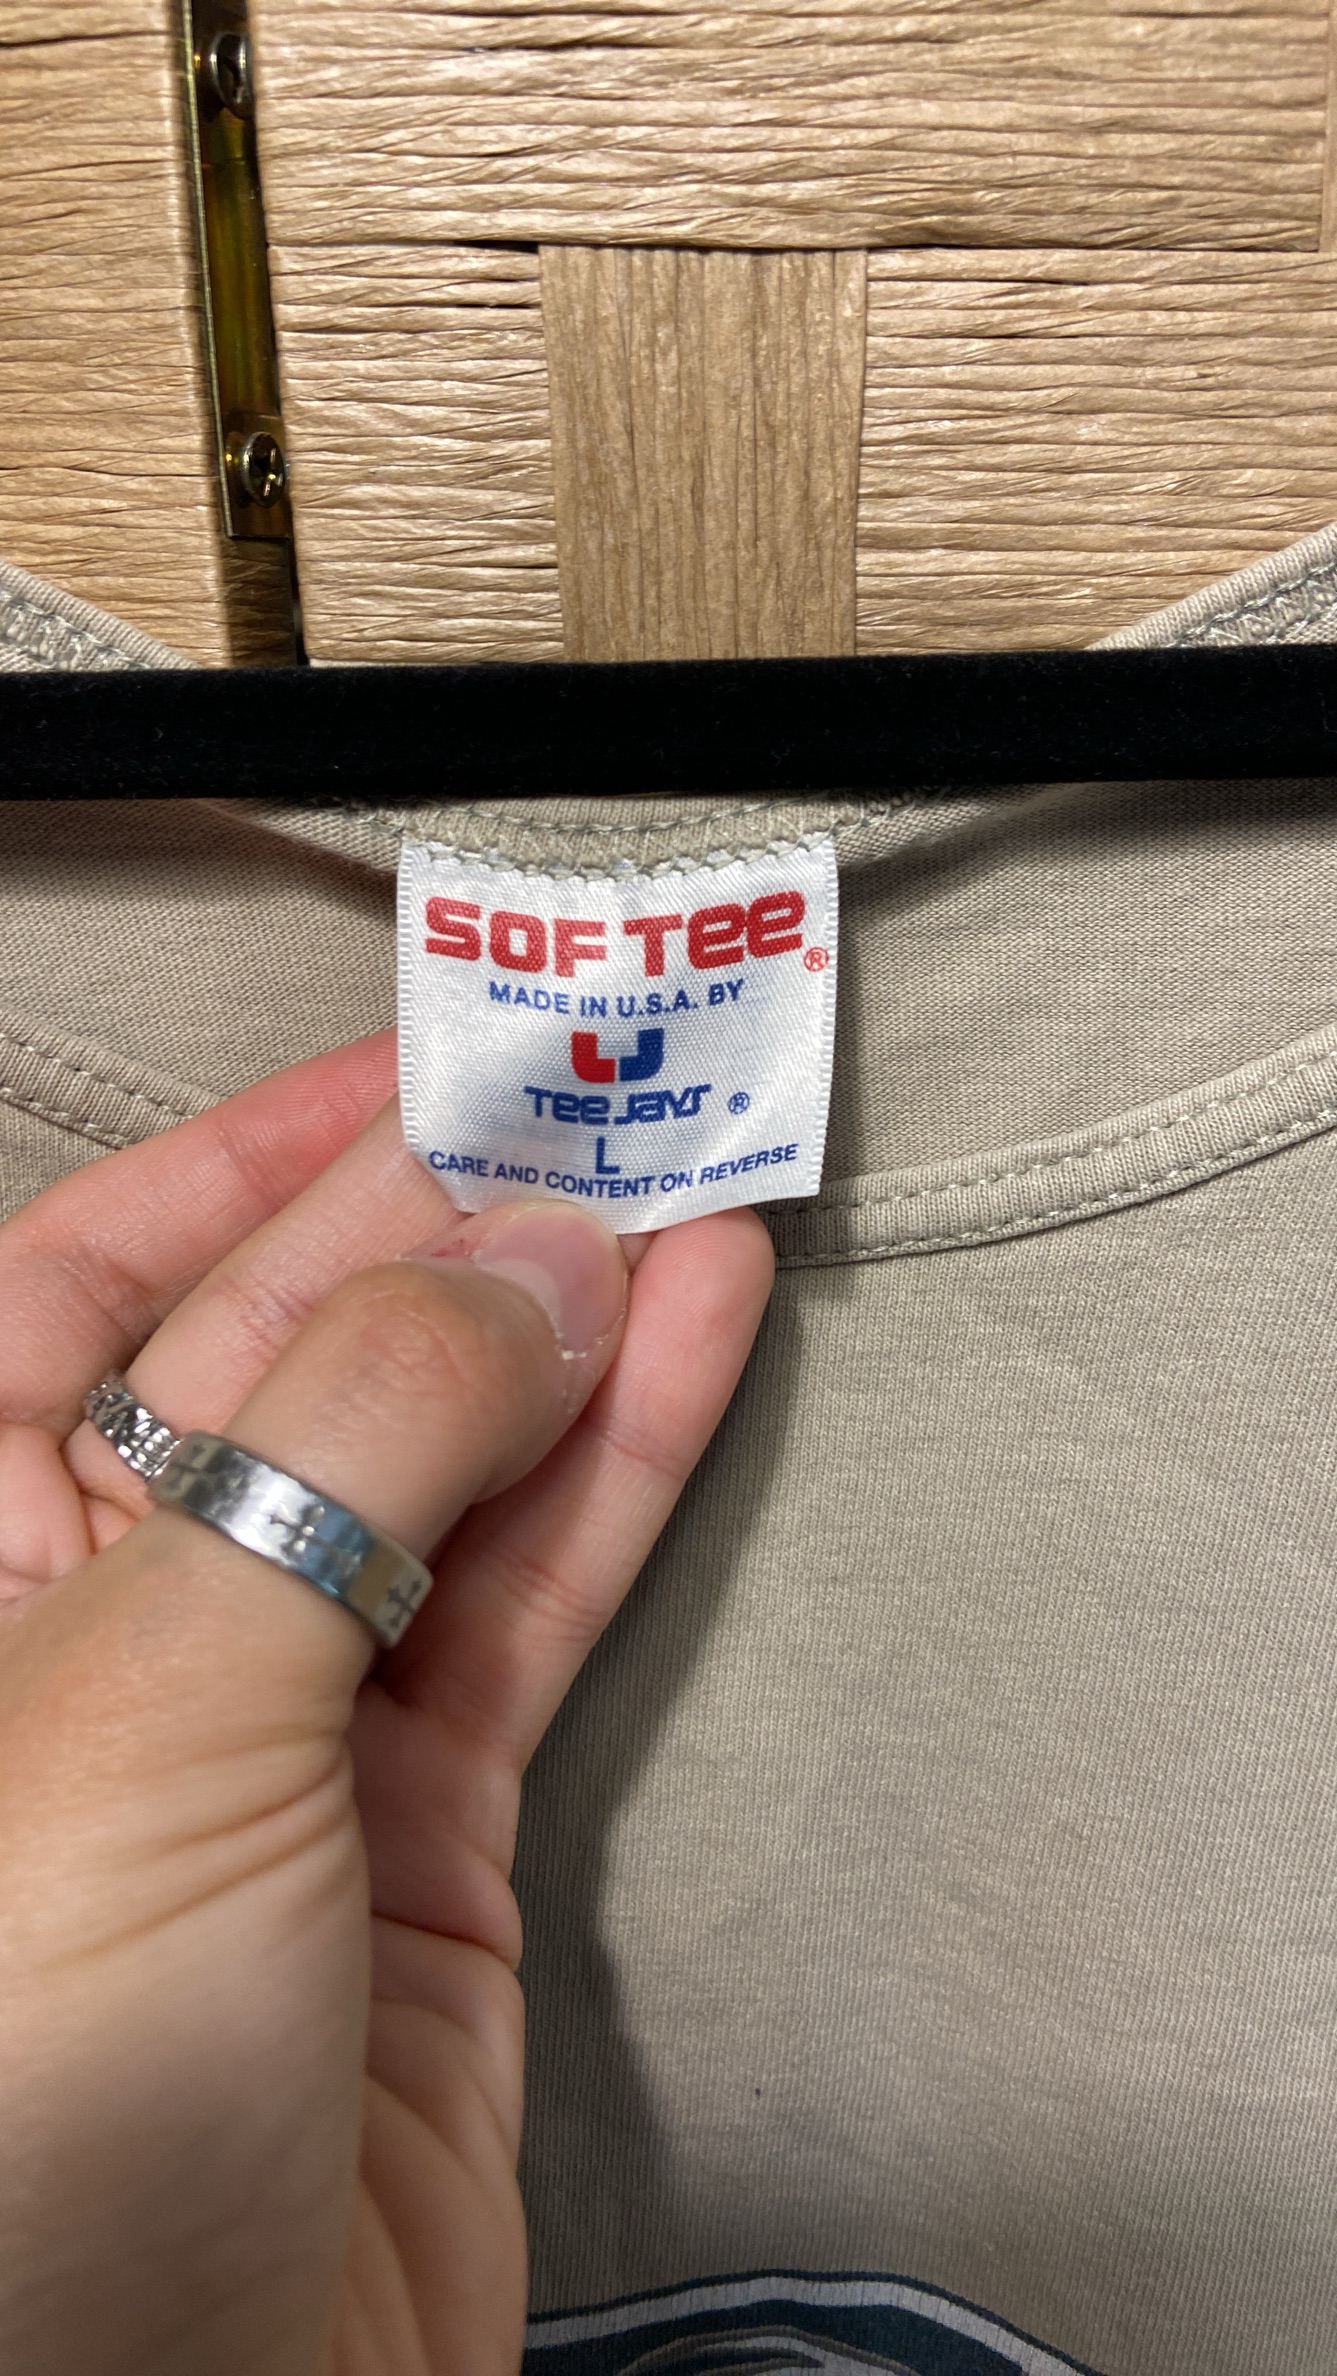 SOF TEE®
MADE IN U.S.A. BY
TEE JAYS ®
L
CARE AND CONTENT ON REVERSE